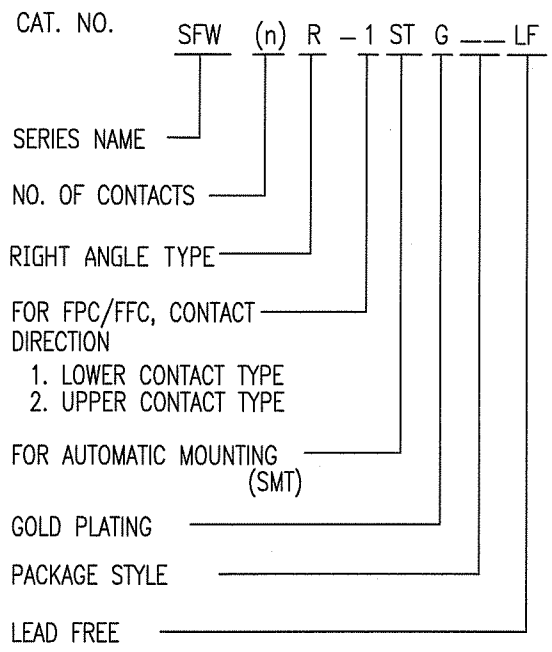 CAT. NO.
SFW (n) R - 1 ST G __ LF
SERIES NAME
NO. OF CONTACTS
RIGHT ANGLE TYPE
FOR FPC/FFC, CONTACT
DIRECTION
1. LOWER CONTACT TYPE
2. UPPER CONTACT TYPE
FOR AUTOMATIC MOUNTING
(SMT)
GOLD PLATING
PACKAGE STYLE
LEAD FREE